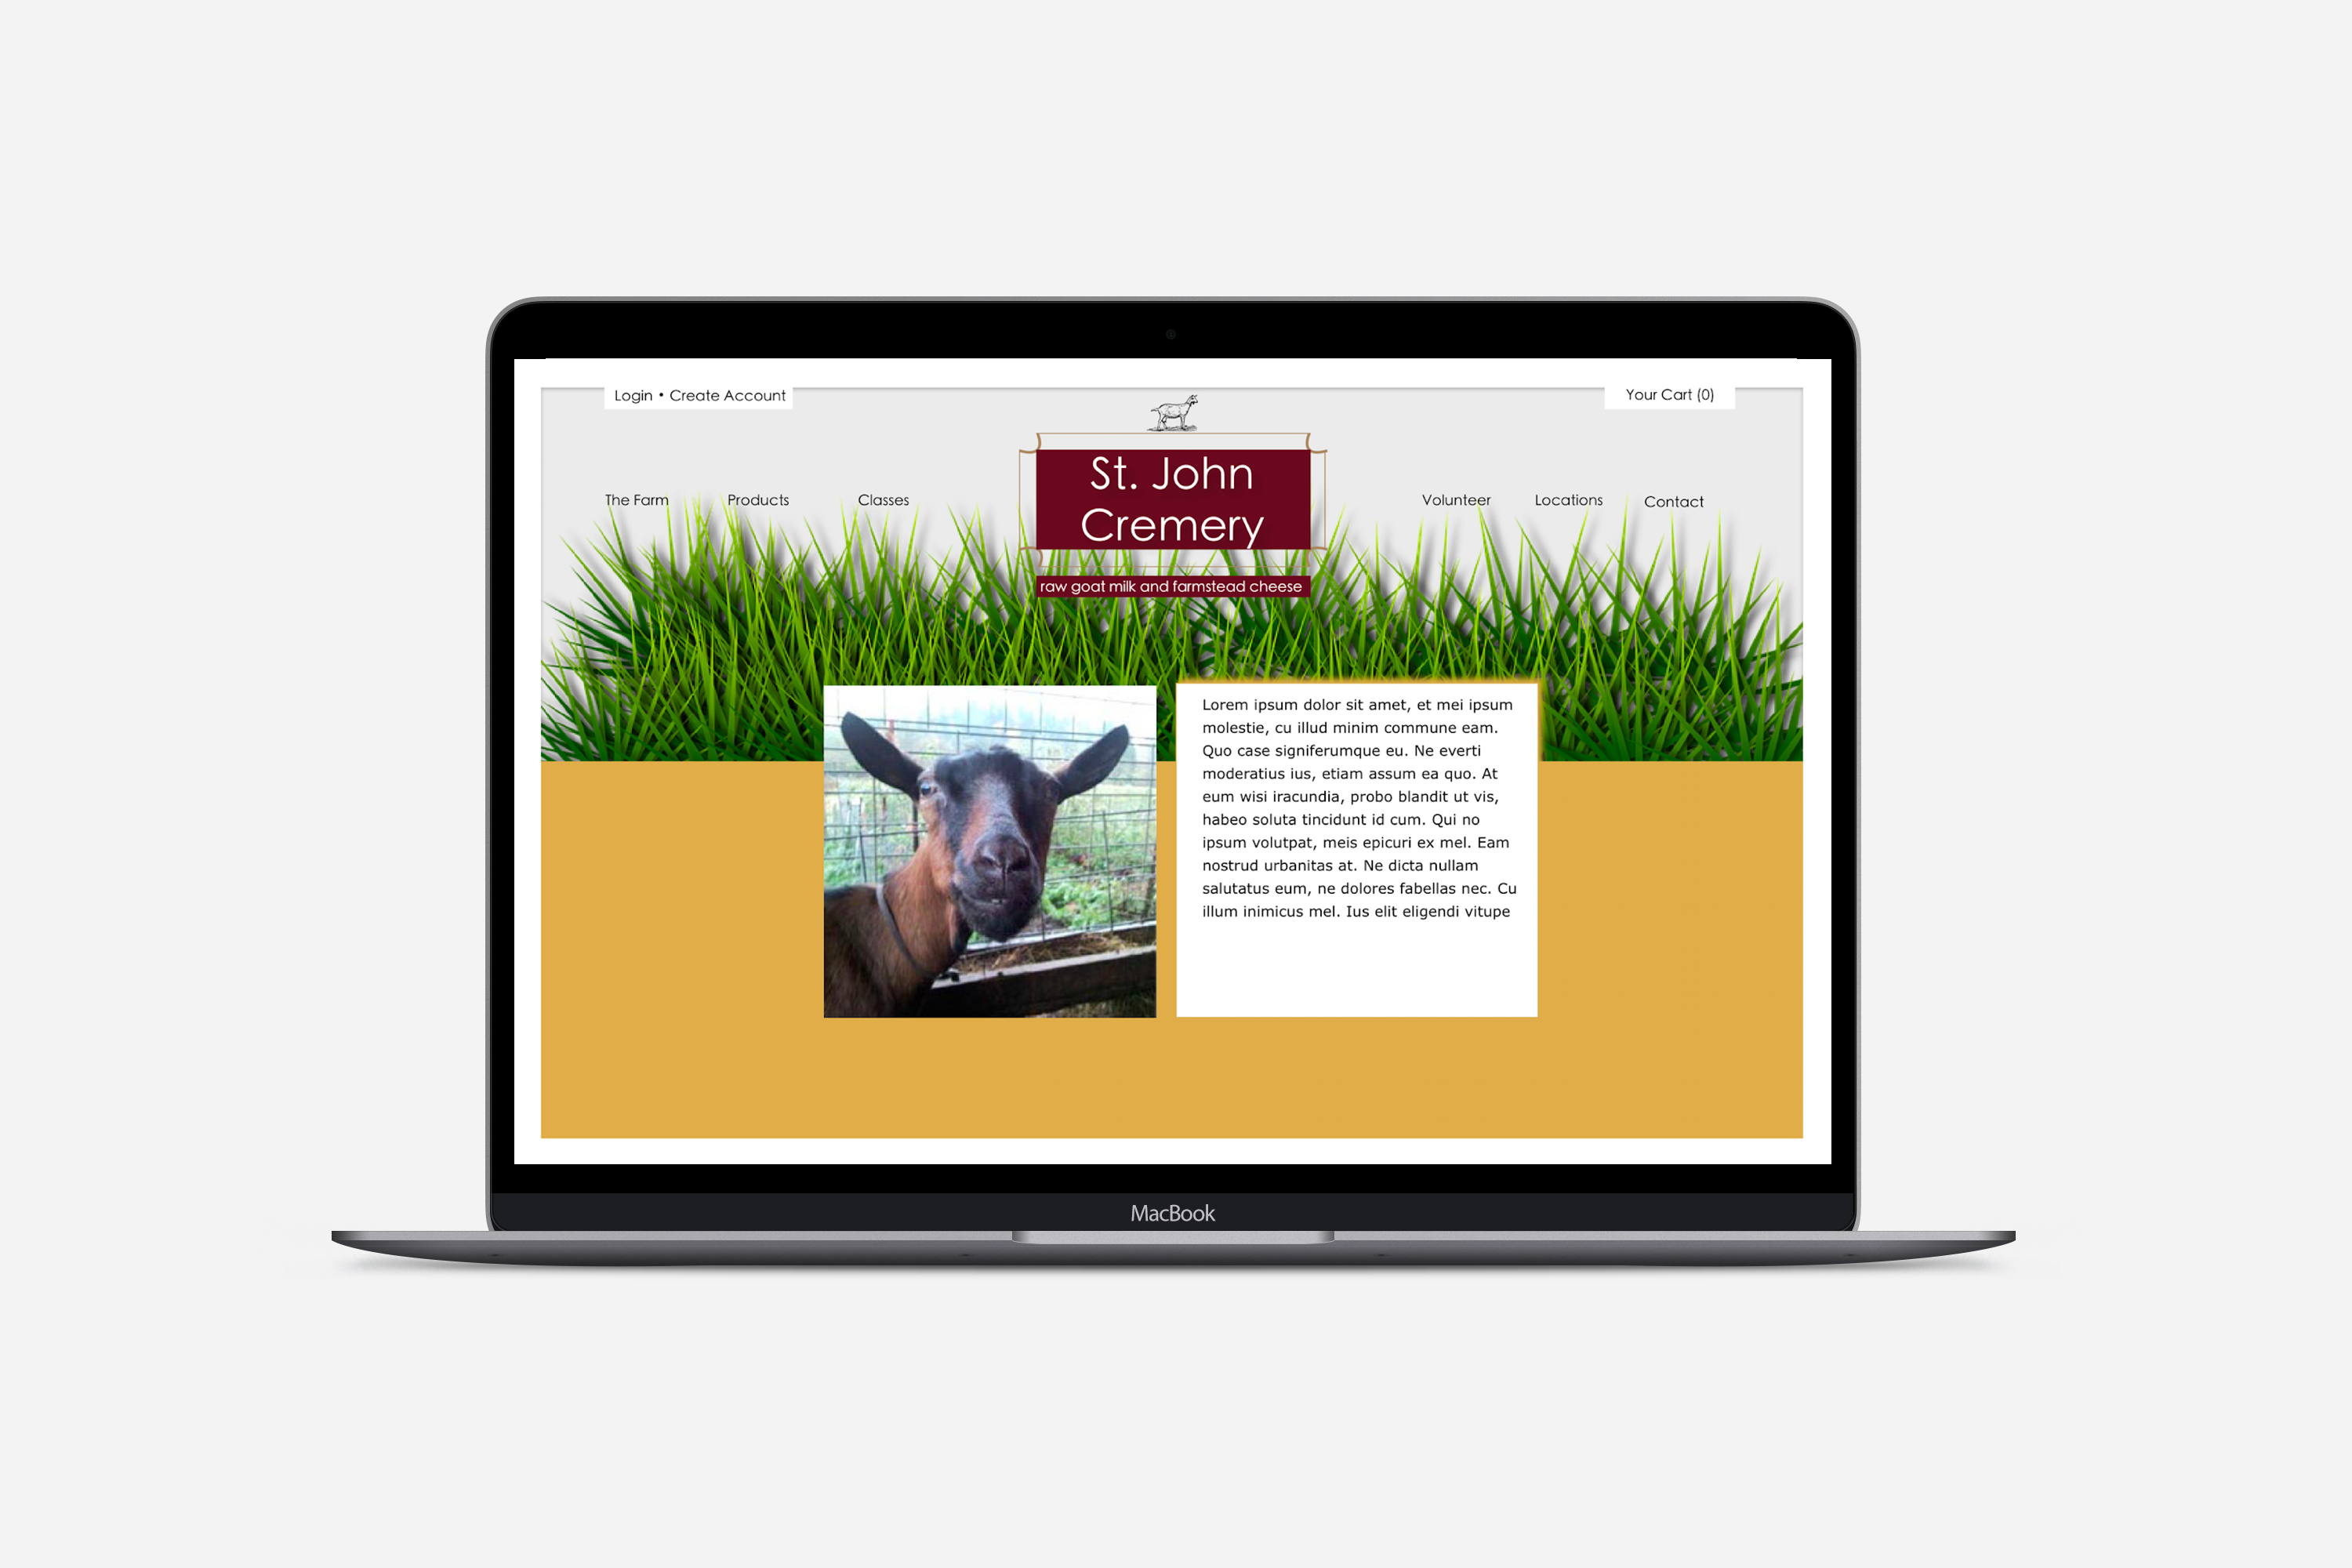 Login • Create Account
Your Cart (0)
St. John
Cremery
The Farm
Products
Classes
Volunteer
Locations
Contact
raw goat milk and farmstead cheese
Lorem ipsum dolor sit amet, et mei ipsum
molestie, cu illud minim commune eam.
Quo case signiferumque eu. Ne everti
moderatius ius, etiam assum ea quo. At
eum wisi iracundia, probo blandit ut vis,
habeo soluta tincidunt id cum. Qui no
ipsum volutpat, meis epicuri ex mel. Eam
nostrud urbanitas at. Ne dicta nullam
salutatus eum, ne dolores fabellas nec. Cu
illum inimicus mel. Ius elit eligendi vitupe
MacBook